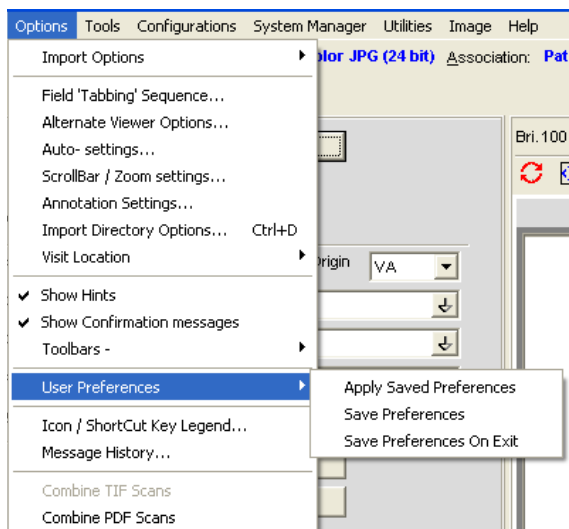 Options Tools Configurations System Manager Utilities Image Help
Import Options
Color JPG (24 bit) Association: Pat
Field 'Tabbing' Sequence...
Alternate Viewer Options...
Auto- settings...
Bri. 100
ScrollBar / Zoom settings...
Annotation Settings...
Import Directory Options... Ctrl+D
Visit Location
Origin VA
Show Hints
Show Confirmation messages
Toolbars -
User Preferences
Apply Saved Preferences
Save Preferences
Save Preferences On Exit
Icon / ShortCut Key Legend...
Message History...
Combine TIF Scans
Combine PDF Scans